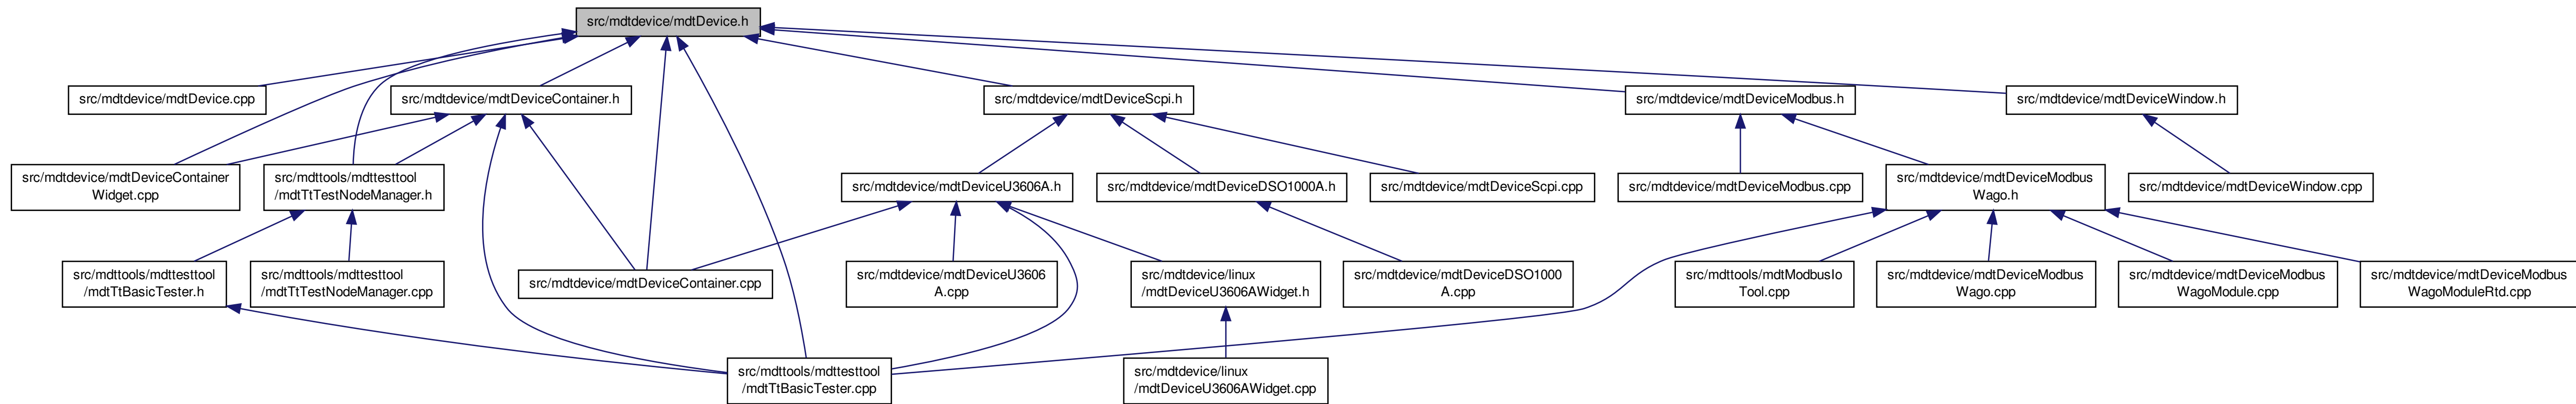 src/mdtdevice/mdtDevice.h
src/mdtdevice/mdtDevice.cpp
src/mdtdevice/mdtDeviceContainer.h
src/mdtdevice/mdtDeviceScpi.h
src/mdtdevice/mdtDeviceModbus.h
src/mdtdevice/mdtDeviceWindow.h
src/mdtdevice/mdtDeviceContainer
Widget.cpp
src/mdttools/mdttesttool
/mdtTtTestNodeManager.h
src/mdtdevice/mdtDeviceU3606A.h
src/mdtdevice/mdtDeviceDSO1000A.h
src/mdtdevice/mdtDeviceScpi.cpp
src/mdtdevice/mdtDeviceModbus.cpp
src/mdtdevice/mdtDeviceModbus
Wago.h
src/mdtdevice/mdtDeviceWindow.cpp
src/mdttools/mdttesttool
/mdtTtBasicTester.h
src/mdttools/mdttesttool
/mdtTtTestNodeManager.cpp
src/mdtdevice/mdtDeviceContainer.cpp
src/mdtdevice/mdtDeviceU3606
A.cpp
src/mdtdevice/linux
/mdtDeviceU3606AWidget.h
src/mdtdevice/mdtDeviceDSO1000
A.cpp
src/mdttools/mdtModbusIo
Tool.cpp
src/mdtdevice/mdtDeviceModbus
Wago.cpp
src/mdtdevice/mdtDeviceModbus
WagoModule.cpp
src/mdtdevice/mdtDeviceModbus
WagoModuleRtd.cpp
src/mdttools/mdttesttool
/mdtTtBasicTester.cpp
src/mdtdevice/linux
/mdtDeviceU3606AWidget.cpp